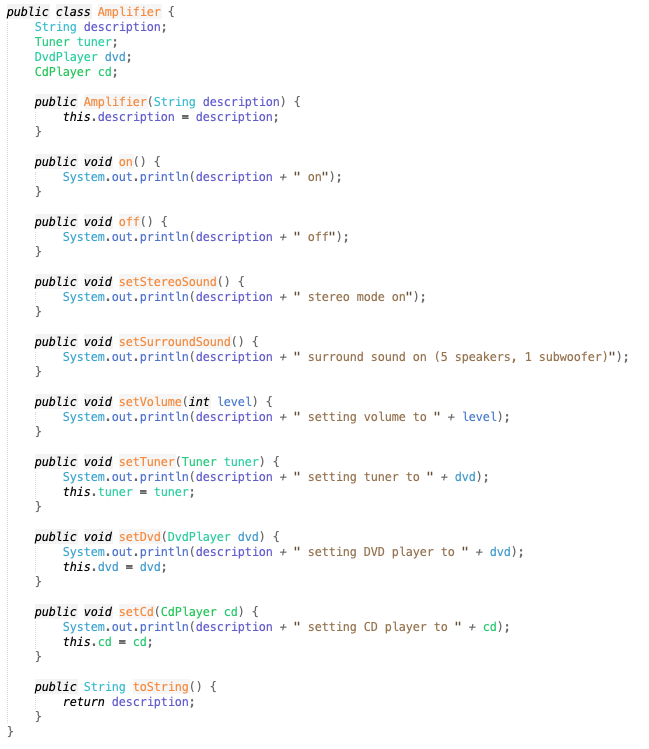 public class Amplifier {
    String description;
    Tuner tuner;
    DvdPlayer dvd;
    CdPlayer cd;

    public Amplifier(String description) {
        this.description = description;
    }

    public void on() {
        System.out.println(description + " on");
    }

    public void off() {
        System.out.println(description + " off");
    }

    public void setStereoSound() {
        System.out.println(description + " stereo mode on");
    }

    public void setSurroundSound() {
        System.out.println(description + " surround sound on (5 speakers, 1 subwoofer)");
    }

    public void setVolume(int level) {
        System.out.println(description + " setting volume to " + level);
    }

    public void setTuner(Tuner tuner) {
        System.out.println(description + " setting tuner to " + dvd);
        this.tuner = tuner;
    }

    public void setDvd(DvdPlayer dvd) {
        System.out.println(description + " setting DVD player to " + dvd);
        this.dvd = dvd;
    }

    public void setCd(CdPlayer cd) {
        System.out.println(description + " setting CD player to " + cd);
        this.cd = cd;
    }

    public String toString() {
        return description;
    }
}